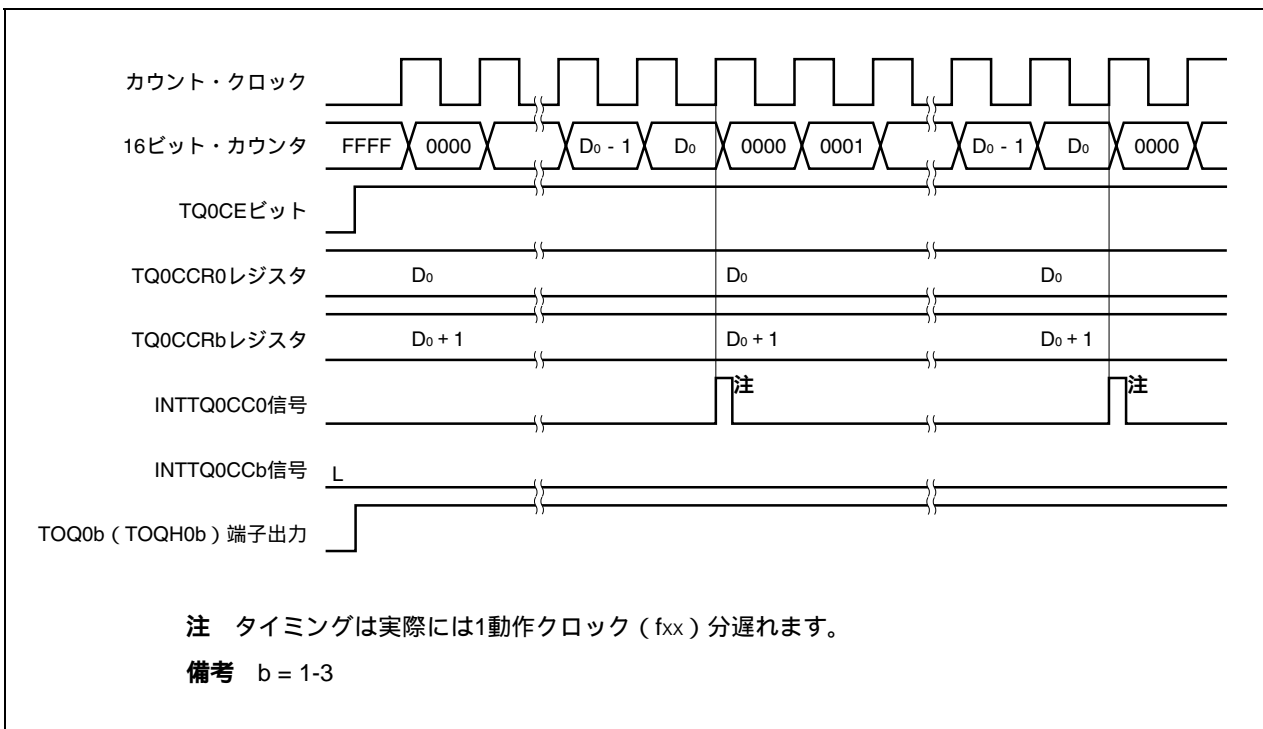 カウント・クロック
16ビット・カウンタ FFFF 0000 D0 - 1 D0 0000 0001 D0 - 1 D0 0000
TQ0CEビット
TQ0CCR0レジスタ D0 D0 D0
TQ0CCRbレジスタ D0 + 1 D0 + 1 D0 + 1
INTTQ0CC0信号 注 注
INTTQ0CCb信号 L
TOQ0b（TOQH0b）端子出力
注 タイミングは実際には1動作クロック（fxx）分遅れます。
備考 b = 1-3